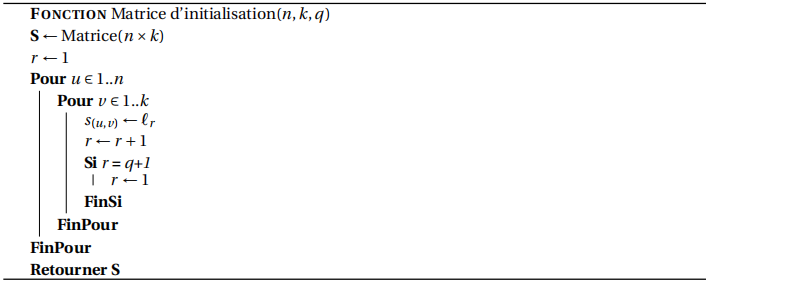 FONCTION Matrice d'initialisation(n, k, q)
S ← Matrice(n × k)
r ← 1
Pour u ∈ 1..n
Pour v ∈ 1..k
s(u,v) ← ℓr
r ← r + 1
Si r = q+1
r ← 1
FinSi
FinPour
FinPour
Retourner S